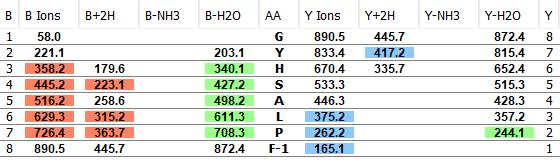 B Ions B+2H B-NH3 B-H2O AA Y Ions Y+2H Y-NH3 Y-H2O Y
1 58.0 G 890.5 445.7 872.4 8
2 221.1 203.1 Y 833.4 417.2 815.4 7
3 358.2 179.6 340.1 H 670.4 335.7 652.4 6
4 445.2 223.1 427.2 S 533.3 515.3 5
5 516.2 258.6 498.2 A 446.3 428.3 4
6 629.3 315.2 611.3 L 375.2 357.2 3
7 726.4 363.7 708.3 P 262.2 244.1 2
8 890.5 445.7 872.4 F-1 165.1 1